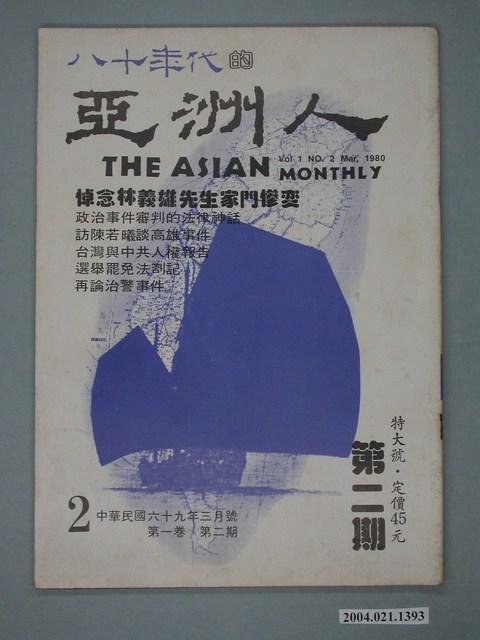 八十年代的
亞洲人
THE ASIAN MONTHLY
Vol 1 NO. 2 Mar, 1980
悼念林義雄先生家門慘變
政治事件審判的法律神話
訪陳若曦談高雄事件
台灣與中共人權報告
選舉罷免法劄記
再論治警事件
特大號・定價45元
第二期
2
中華民國六十九年三月號
第一卷 第二期
2004.021.1393